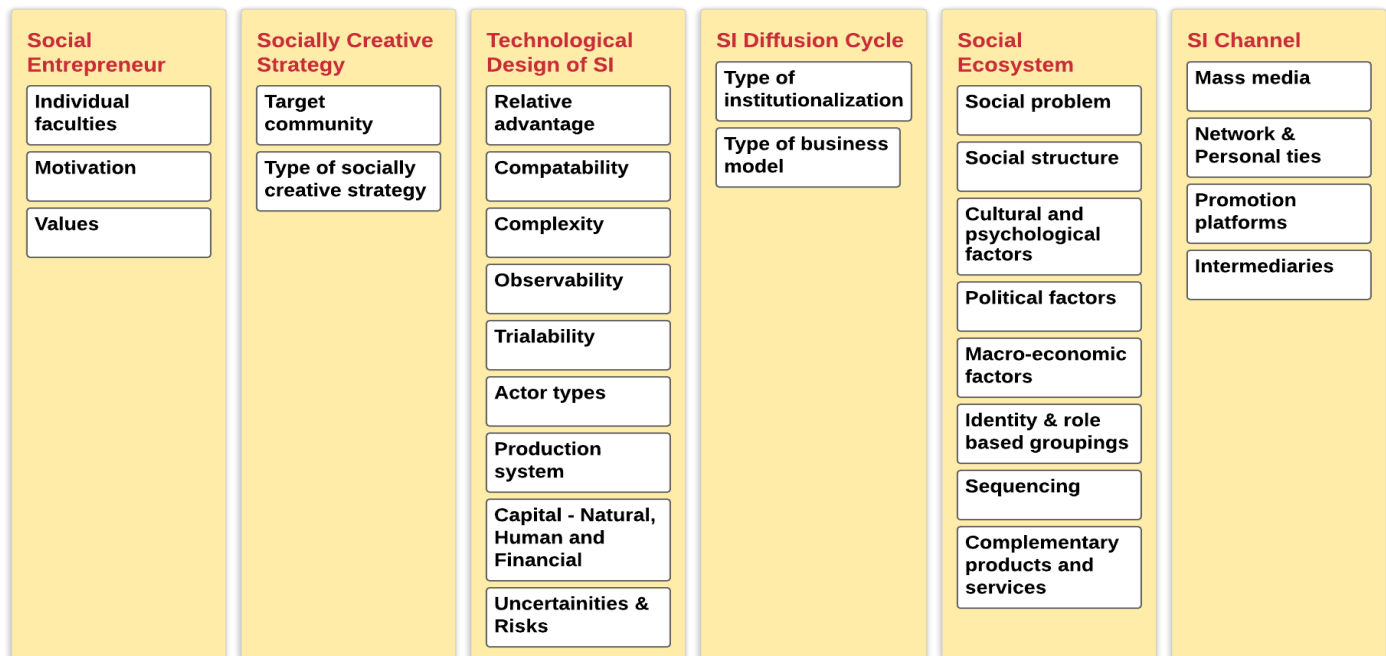 Social
Entrepreneur
Individual
faculties
Motivation
Values
Socially Creative
Strategy
Target
community
Type of socially
creative strategy
Technological
Design of SI
Relative
advantage
Compatability
Complexity
Observability
Trialability
Actor types
Production
system
Capital - Natural,
Human and
Financial
Uncertainities &
Risks
SI Diffusion Cycle
Type of
institutionalization
Type of business
model
Social
Ecosystem
Social problem
Social structure
Cultural and
psychological
factors
Political factors
Macro-economic
factors
Identity & role
based groupings
Sequencing
Complementary
products and
services
SI Channel
Mass media
Network &
Personal ties
Promotion
platforms
Intermediaries